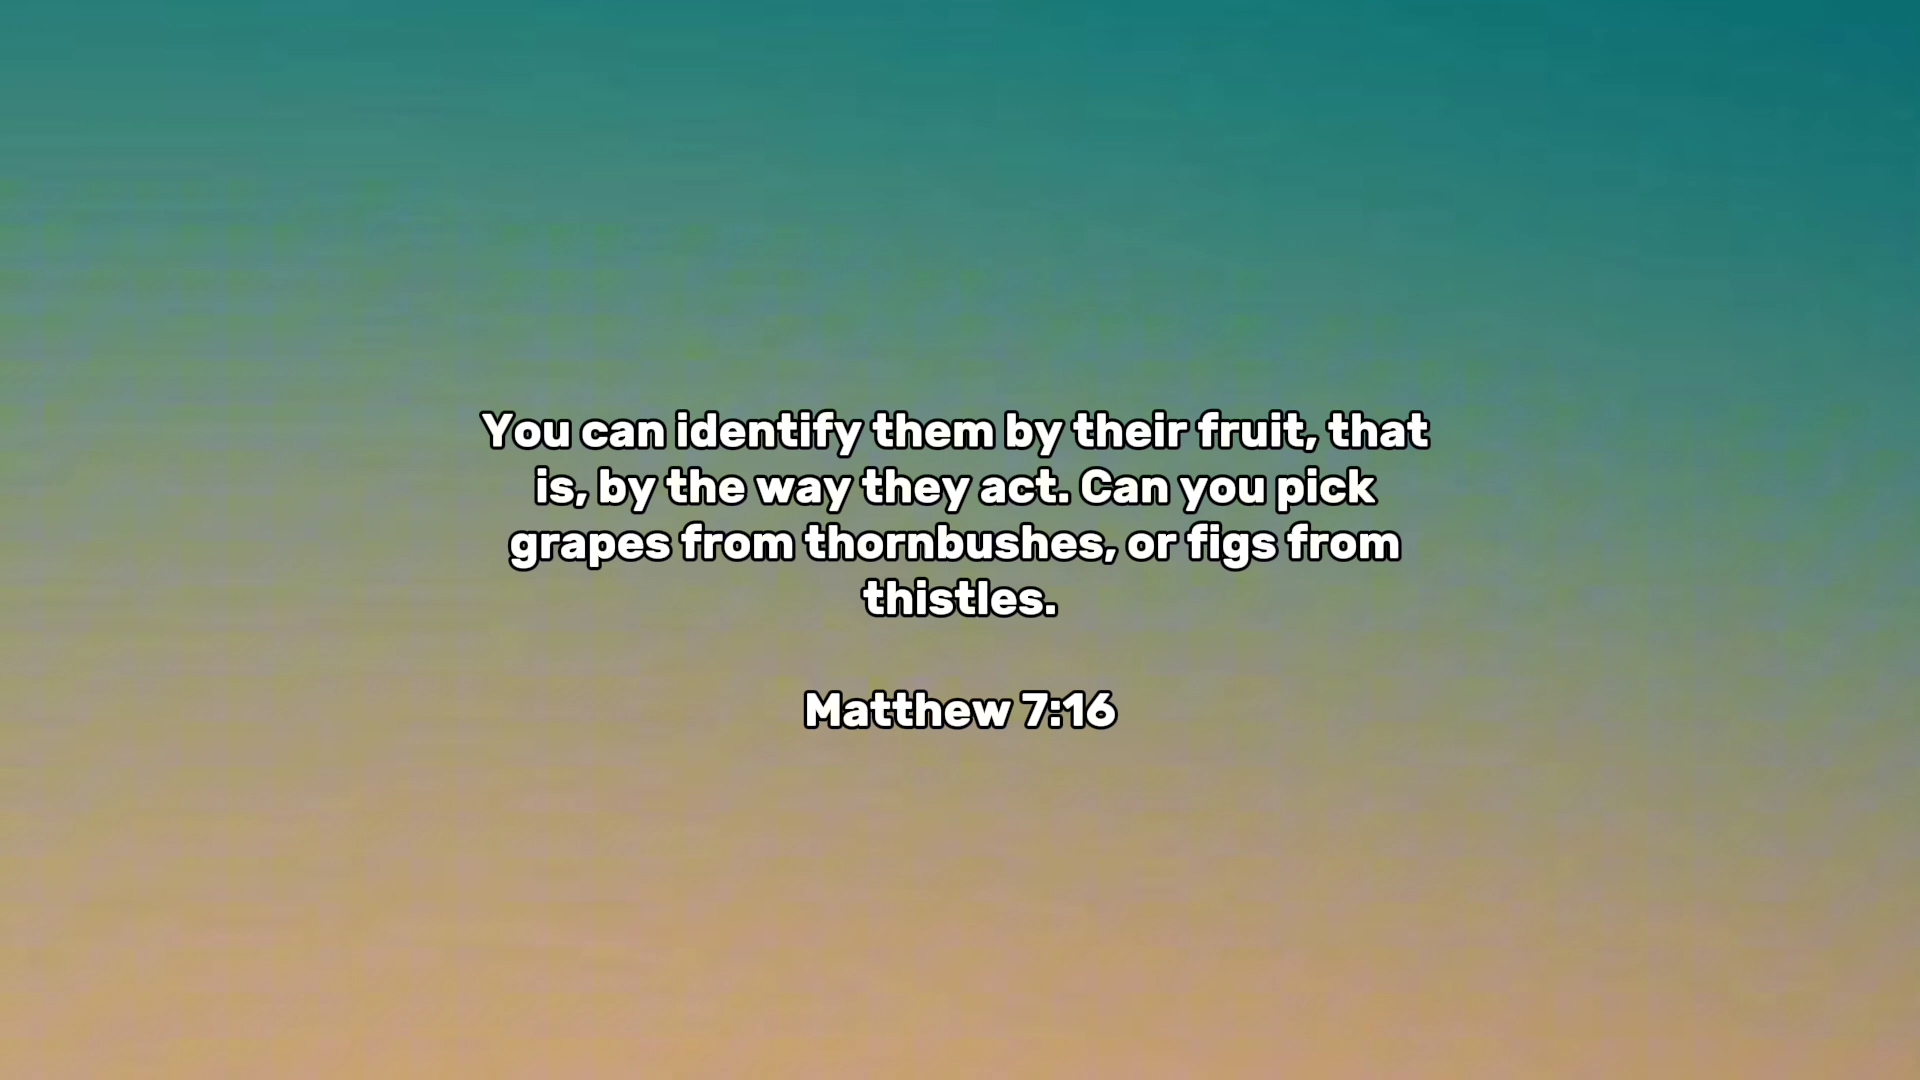 You can identify them by their fruit, that
is, by the way they act. Can you pick
grapes from thornbushes, or figs from
thistles.
Matthew 7:16